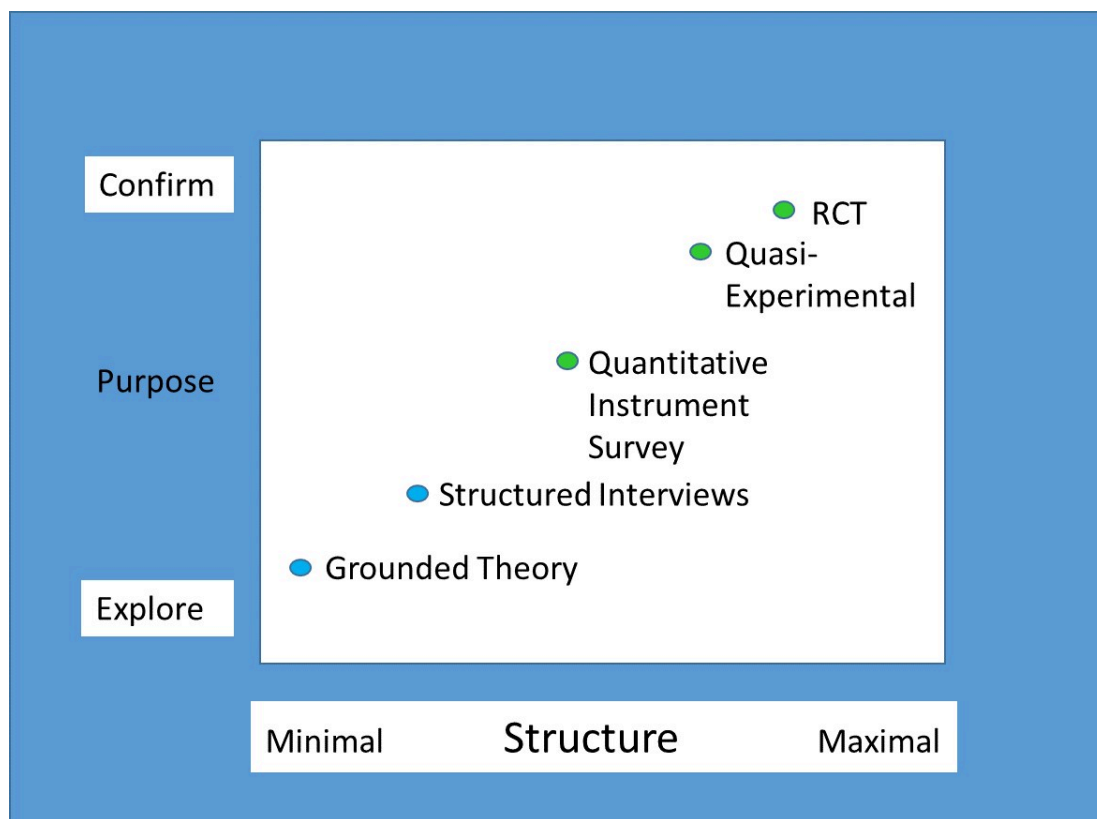 Confirm
RCT
Quasi-
Experimental
Purpose
Quantitative
Instrument
Survey
Structured Interviews
Grounded Theory
Explore
Minimal Structure Maximal